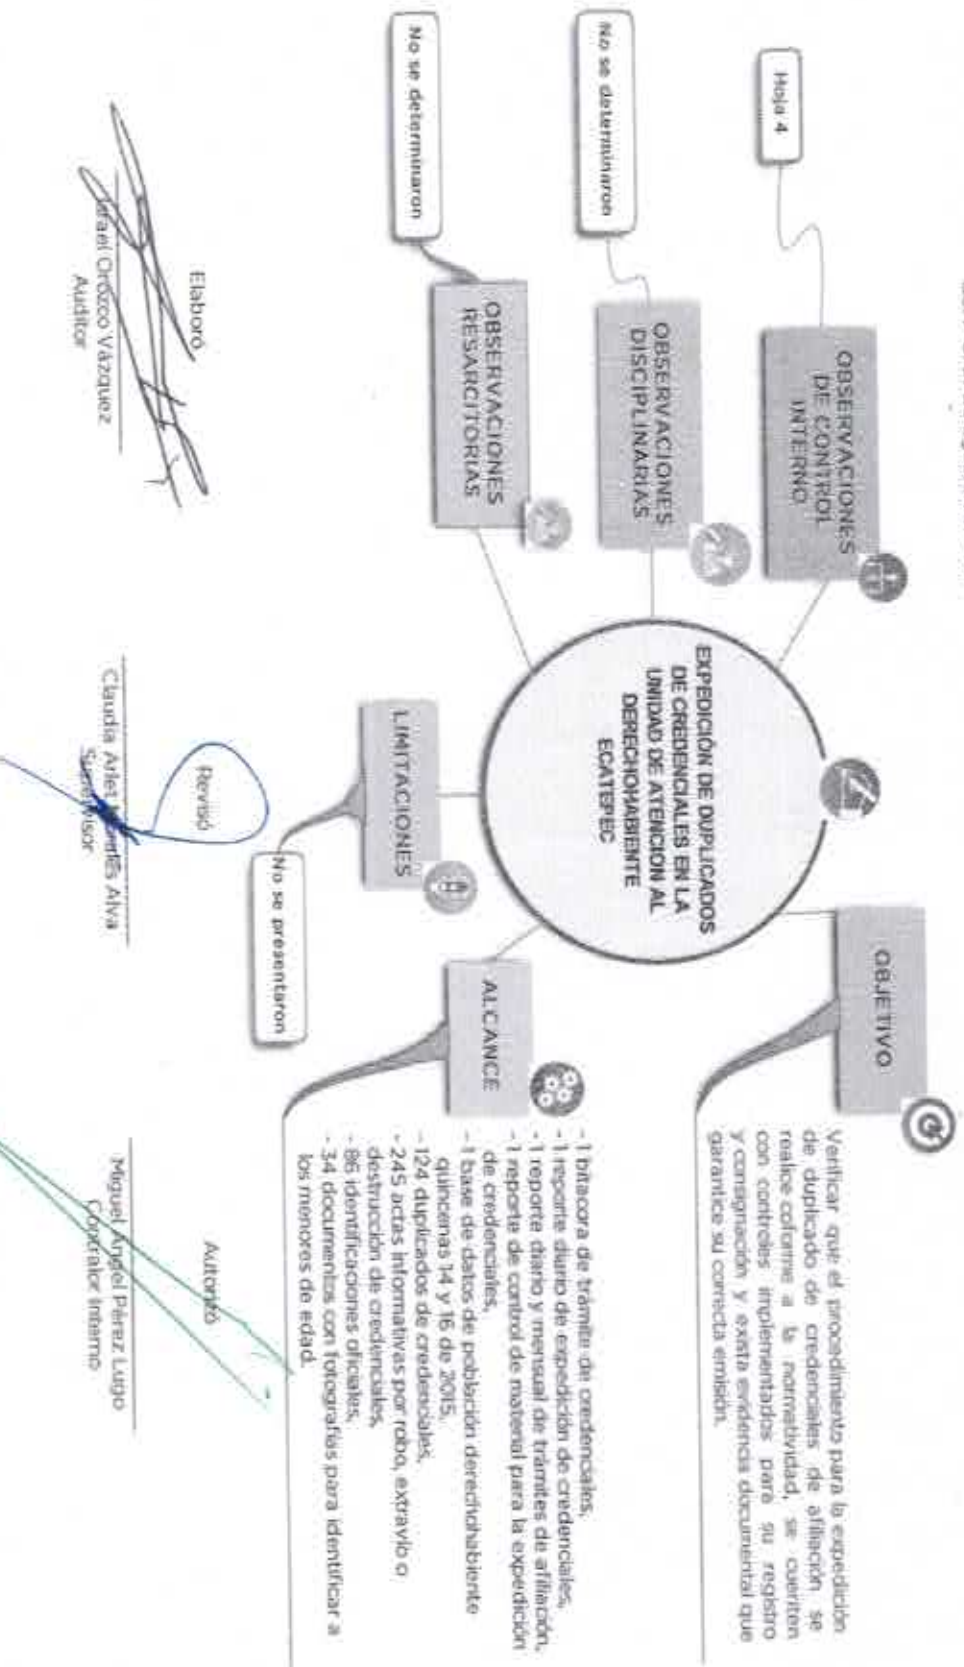 EXPEDICIÓN DE DUPLICADOS
DE CREDENCIALES EN LA
UNIDAD DE ATENCIÓN AL
DERECHOHABIENTE
ECATEPEC
OBJETIVO
Verificar que el procedimiento para la expedición
de duplicado de credenciales de afiliación se
realice coforme a la normatividad, se cuenten
con controles implementados para su registro
y consignación y exista evidencia documental que
garantice su correcta emisión.
ALCANCE
- 1 bitacora de trámite de credenciales,
- 1 reporte diario de expedición de credenciales,
- 1 reporte diario y mensual de trámites de afiliación,
- 1 reporte de control de material para la expedición
de credenciales,
- 1 base de datos de población derechohabiente
quincenas 14 y 16 de 2015,
- 124 duplicados de credenciales,
- 245 actas informativas por robo, extravío o
destrucción de credenciales,
- 86 identificaciones oficiales,
- 34 documentos con fotografías para identificar a
los menores de edad.
LIMITACIONES
No se presentaron
OBSERVACIONES
DE CONTROL
INTERNO
Hoja 4
OBSERVACIONES
DISCIPLINARIAS
No se determinaron
OBSERVACIONES
RESARCITORIAS
No se determinaron
Elaboró
Orozco Vázquez
Auditor
Revisó
Claudia Arlet Alva
Supervisor
Autorizó
Miguel Ángel Pérez Lugo
Contralor Interno